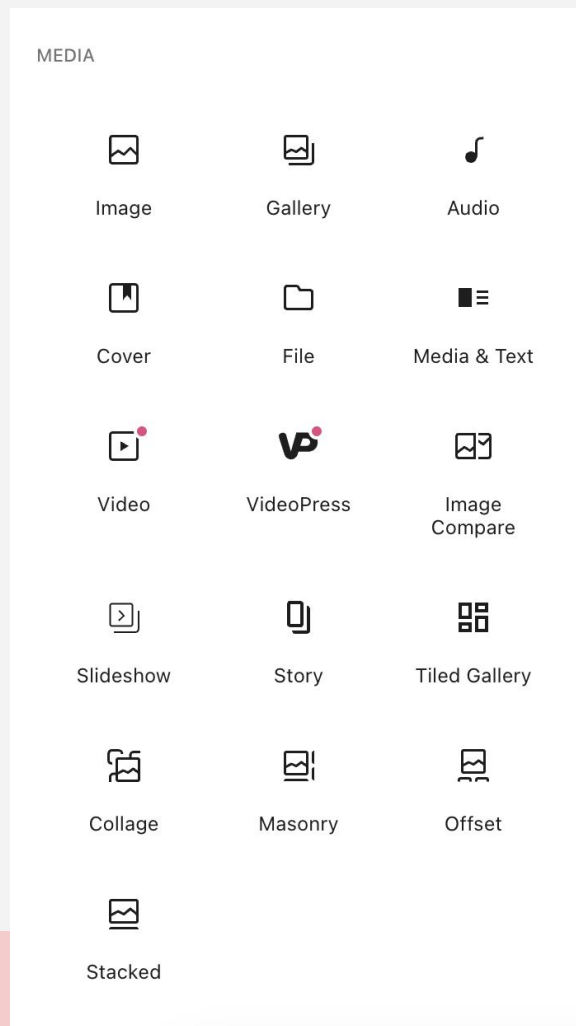 MEDIA
Image
Gallery
Audio
Cover
File
Media & Text
Video
VideoPress
Image
Compare
Slideshow
Story
Tiled Gallery
Collage
Masonry
Offset
Stacked